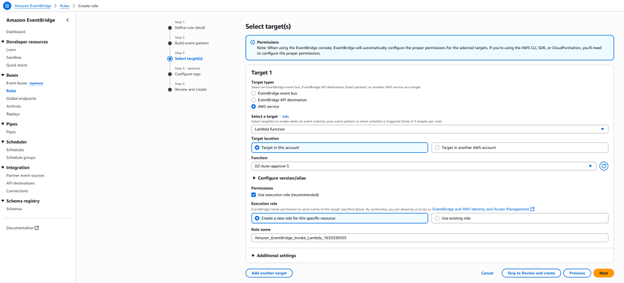 Amazon EventBridge > Rules > Create rule
Amazon EventBridge
Dashboard
Developer resources
Learn
Sandbox
Quick starts
Buses
Event buses Updated
Rules
Global endpoints
Archives
Replays
Pipes
Pipes
Scheduler
Schedules
Schedule groups
Integration
Partner event sources
API destinations
Connections
Schema registry
Schemas
Documentation
Step 1
Define rule detail
Step 2
Build event pattern
Step 3
Select target(s)
Step 4 - optional
Configure tags
Step 5
Review and create
Select target(s)
Permissions
Note: When using the EventBridge console, EventBridge will automatically configure the proper permissions for the selected targets. If you're using the AWS CLI, SDK, or CloudFormation, you'll need
to configure the proper permissions.
Target 1
Target types
Select an EventBridge event bus, EventBridge API destination (SaaS partner), or another AWS service as a target.
EventBridge event bus
EventBridge API destination
AWS service
Select a target Info
Select target(s) to invoke when an event matches your event pattern or when schedule is triggered (limit of 5 targets per rule)
Lambda function
Target location
Target in this account
Target in another AWS account
Function
DZ-Auto-approve-S
Configure version/alias
Permissions
Use execution role (recommended)
Execution role
EventBridge needs permission to send events to the target specified above. By continuing, you are allowing us to do so. EventBridge and AWS Identity and Access Management
Create a new role for this specific resource
Use existing role
Role name
Amazon_EventBridge_Invoke_Lambda_1635030505
Additional settings
Add another target
Cancel
Skip to Review and create
Previous
Next